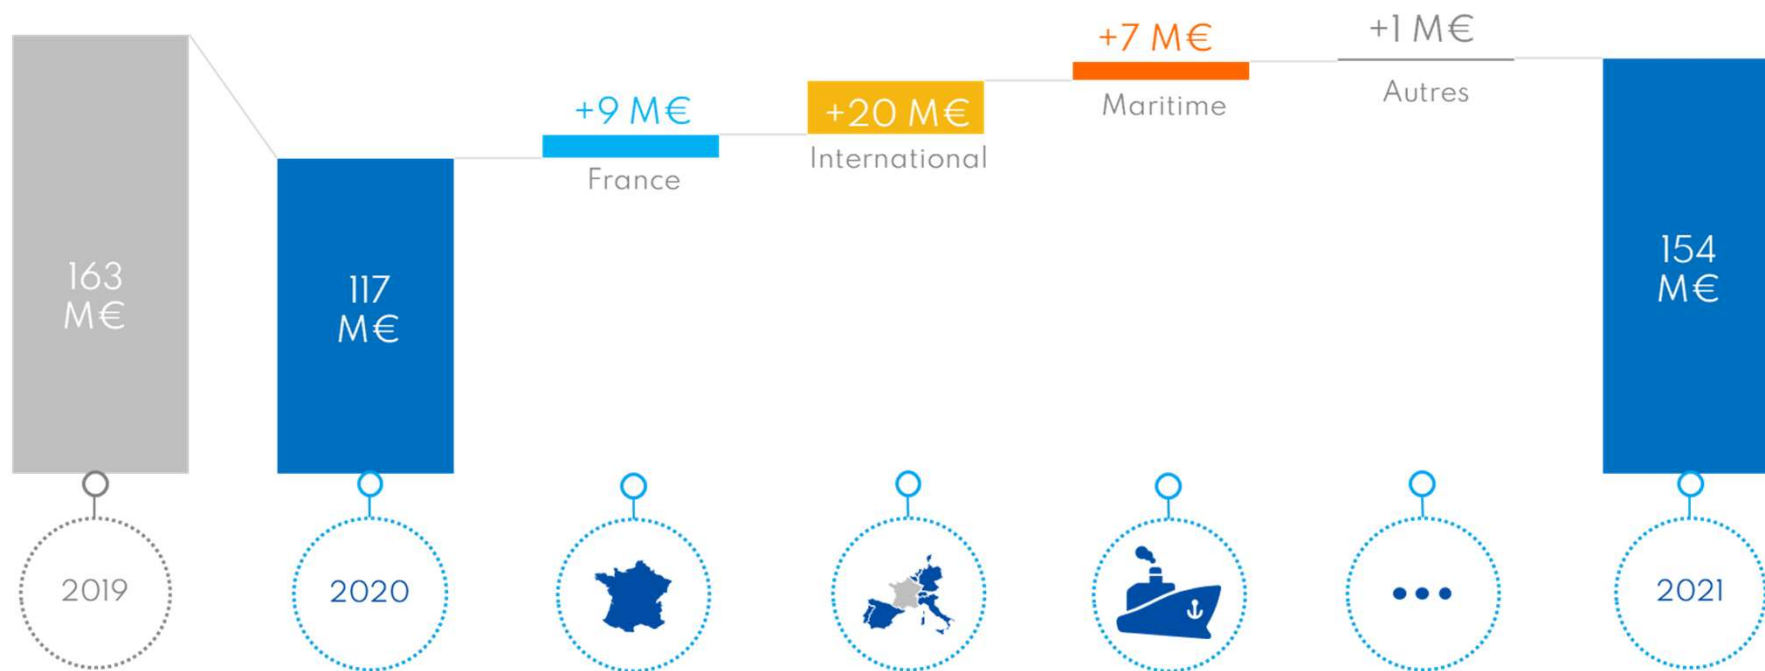 163
M€
117
M€
+9 M€
France
+20 M€
International
+7 M€
Maritime
+1 M€
Autres
154
M€
2019
2020
2021